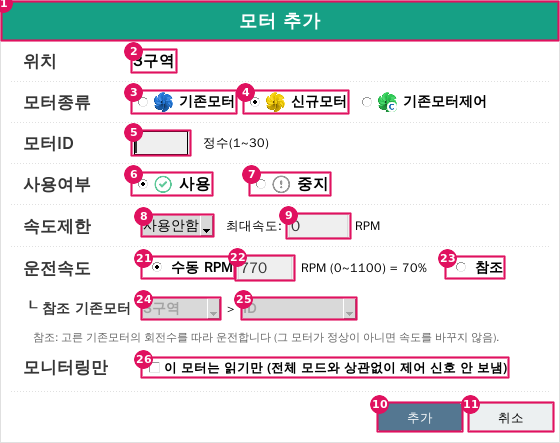 1
모터 추가
위치 2 3구역
모터종류 3 기존모터 4 신규모터 기존모터제어
모터ID 5 정수(1~30)
사용여부 6 사용 7 중지
속도제한 8 사용안함 최대속도: 9 0 RPM
운전속도 21 수동 RPM 22 770 RPM (0~1100) = 70% 23 참조
└ 참조 기존모터 24 3구역 > 25 ID
참조: 고른 기존모터의 회전수를 따라 운전합니다 (그 모터가 정상이 아니면 속도를 바꾸지 않음).
모니터링만 26 이 모터는 읽기만 (전체 모드와 상관없이 제어 신호 안 보냄)
10 추가 11 취소